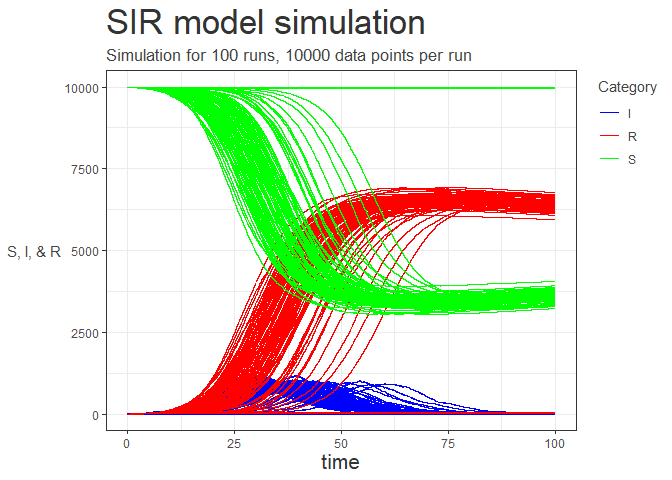 SIR model simulation
Simulation for 100 runs, 10000 data points per run
10000
7500
5000
2500
0
S, I, & R
0 25 50 75 100
time
Category
I
R
S